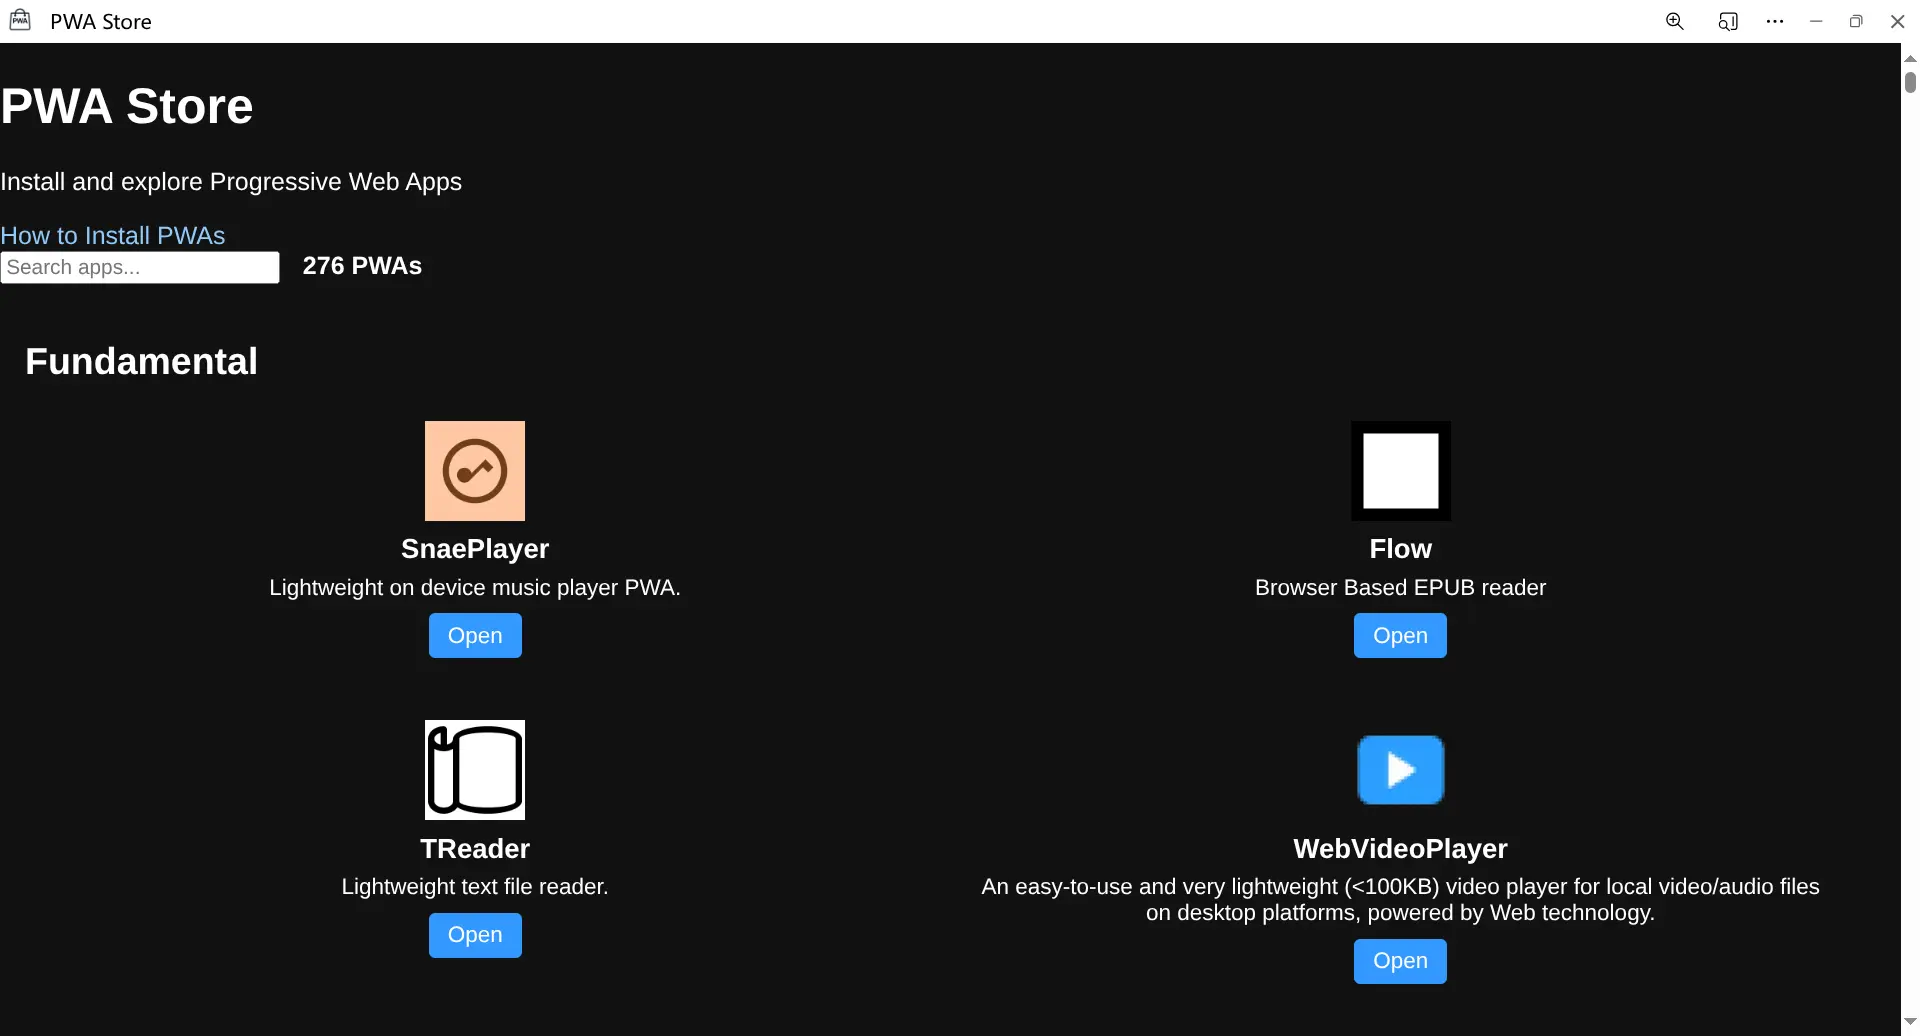 PWA Store
PWA Store
Install and explore Progressive Web Apps
How to Install PWAs
Search apps...
276 PWAs
Fundamental
SnaePlayer
Lightweight on device music player PWA.
Open
Flow
Browser Based EPUB reader
Open
TReader
Lightweight text file reader.
Open
WebVideoPlayer
An easy-to-use and very lightweight (<100KB) video player for local video/audio files
on desktop platforms, powered by Web technology.
Open